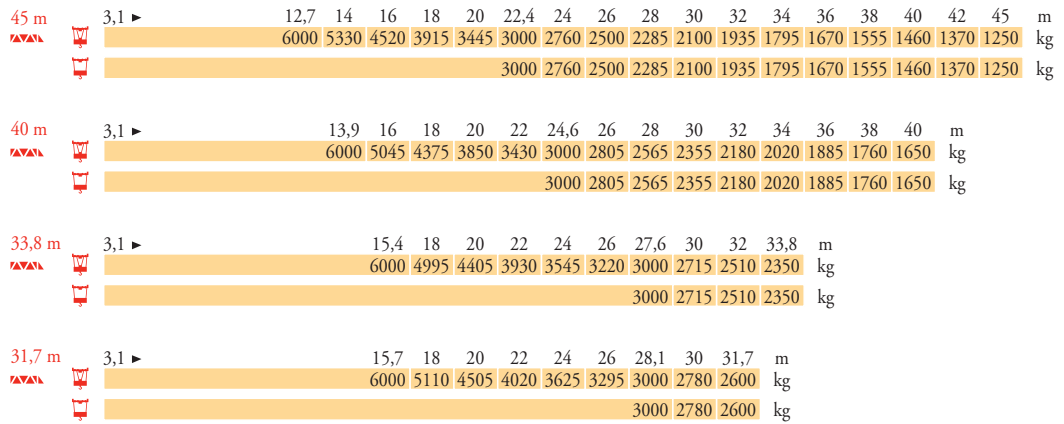 45 m 3,1 ► 12,7 14 16 18 20 22,4 24 26 28 30 32 34 36 38 40 42 45 m
6000 5330 4520 3915 3445 3000 2760 2500 2285 2100 1935 1795 1670 1555 1460 1370 1250 kg
3000 2760 2500 2285 2100 1935 1795 1670 1555 1460 1370 1250 kg
40 m 3,1 ► 13,9 16 18 20 22 24,6 26 28 30 32 34 36 38 40 m
6000 5045 4375 3850 3430 3000 2805 2565 2355 2180 2020 1885 1760 1650 kg
3000 2805 2565 2355 2180 2020 1885 1760 1650 kg
33,8 m 3,1 ► 15,4 18 20 22 24 26 27,6 30 32 33,8 m
6000 4995 4405 3930 3545 3220 3000 2715 2510 2350 kg
3000 2715 2510 2350 kg
31,7 m 3,1 ► 15,7 18 20 22 24 26 28,1 30 31,7 m
6000 5110 4505 4020 3625 3295 3000 2780 2600 kg
3000 2780 2600 kg